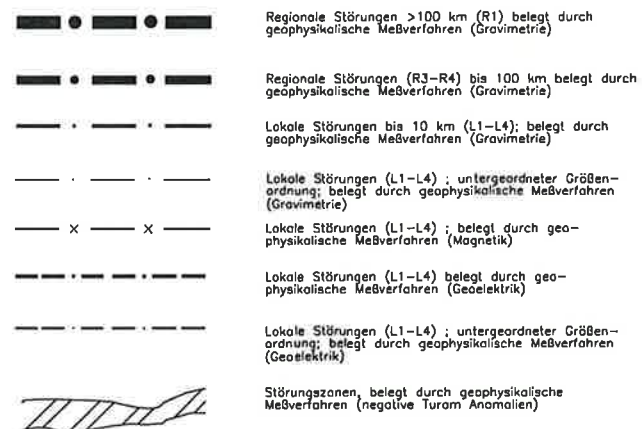 Regionale Störungen >100 km (R1) belegt durch
geophysikalische Meßverfahren (Gravimetrie)
Regionale Störungen (R3-R4) bis 100 km belegt durch
geophysikalische Meßverfahren (Gravimetrie)
Lokale Störungen bis 10 km (L1-L4); belegt durch
geophysikalische Meßverfahren (Gravimetrie)
Lokale Störungen (L1-L4) ; untergeordneter Größen-
ordnung; belegt durch geophysikalische Meßverfahren
(Gravimetrie)
Lokale Störungen (L1-L4) ; belegt durch geo-
physikalische Meßverfahren (Magnetik)
Lokale Störungen (L1-L4) belegt durch geo-
physikalische Meßverfahren (Geoelektrik)
Lokale Störungen (L1-L4) ; untergeordneter Größen-
ordnung; belegt durch geophysikalische Meßverfahren
(Geoelektrik)
Störungszonen, belegt durch geophysikalische
Meßverfahren (negative Turam Anomalien)